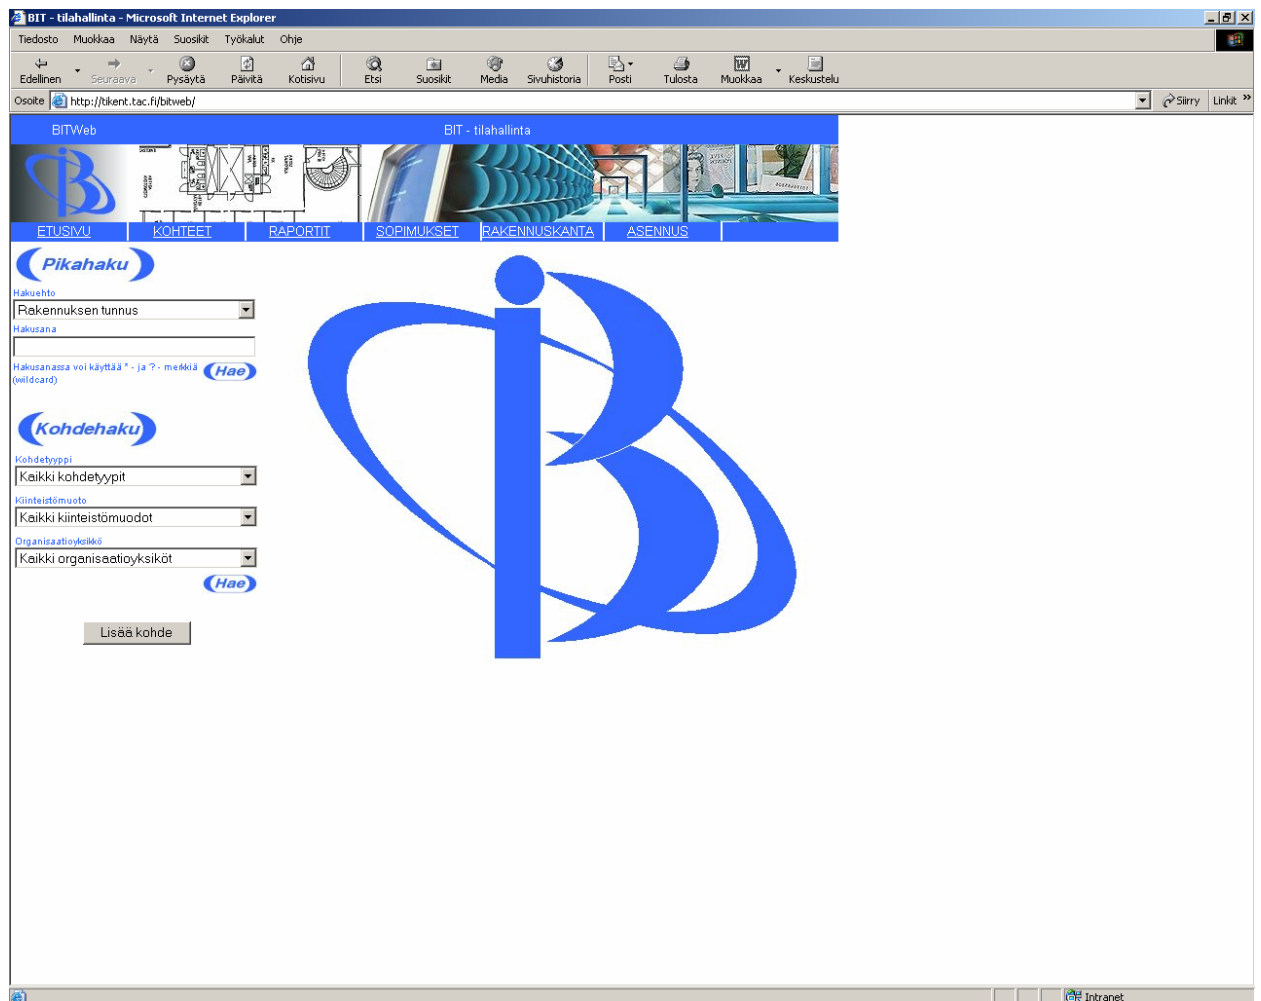 BIT - tilahallinta - Microsoft Internet Explorer
Tiedosto Muokkaa Näytä Suosikit Työkalut Ohje
Edellinen Seuraava Pysäytä Päivitä Kotisivu Etsi Suosikit Media Sivuhistoria Posti Tulosta Muokkaa Keskustelu
Osoite http://tikent.tac.fi/bitweb/ Siirry Linkit »
BITWeb BIT - tilahallinta
ETUSIVU KOHTEET RAPORTIT SOPIMUKSET RAKENNUSKANTA ASENNUS
Pikahaku
Hakuehto
Rakennuksen tunnus
Hakusana
Hakusanassa voi käyttää * - ja ? - merkkiä
(wildcard)
Hae
Kohdehaku
Kohdetyyppi
Kaikki kohdetyypit
Kiinteistömuoto
Kaikki kiinteistömuodot
Organisaatioyksikkö
Kaikki organisaatioyksiköt
Hae
Lisää kohde
Intranet